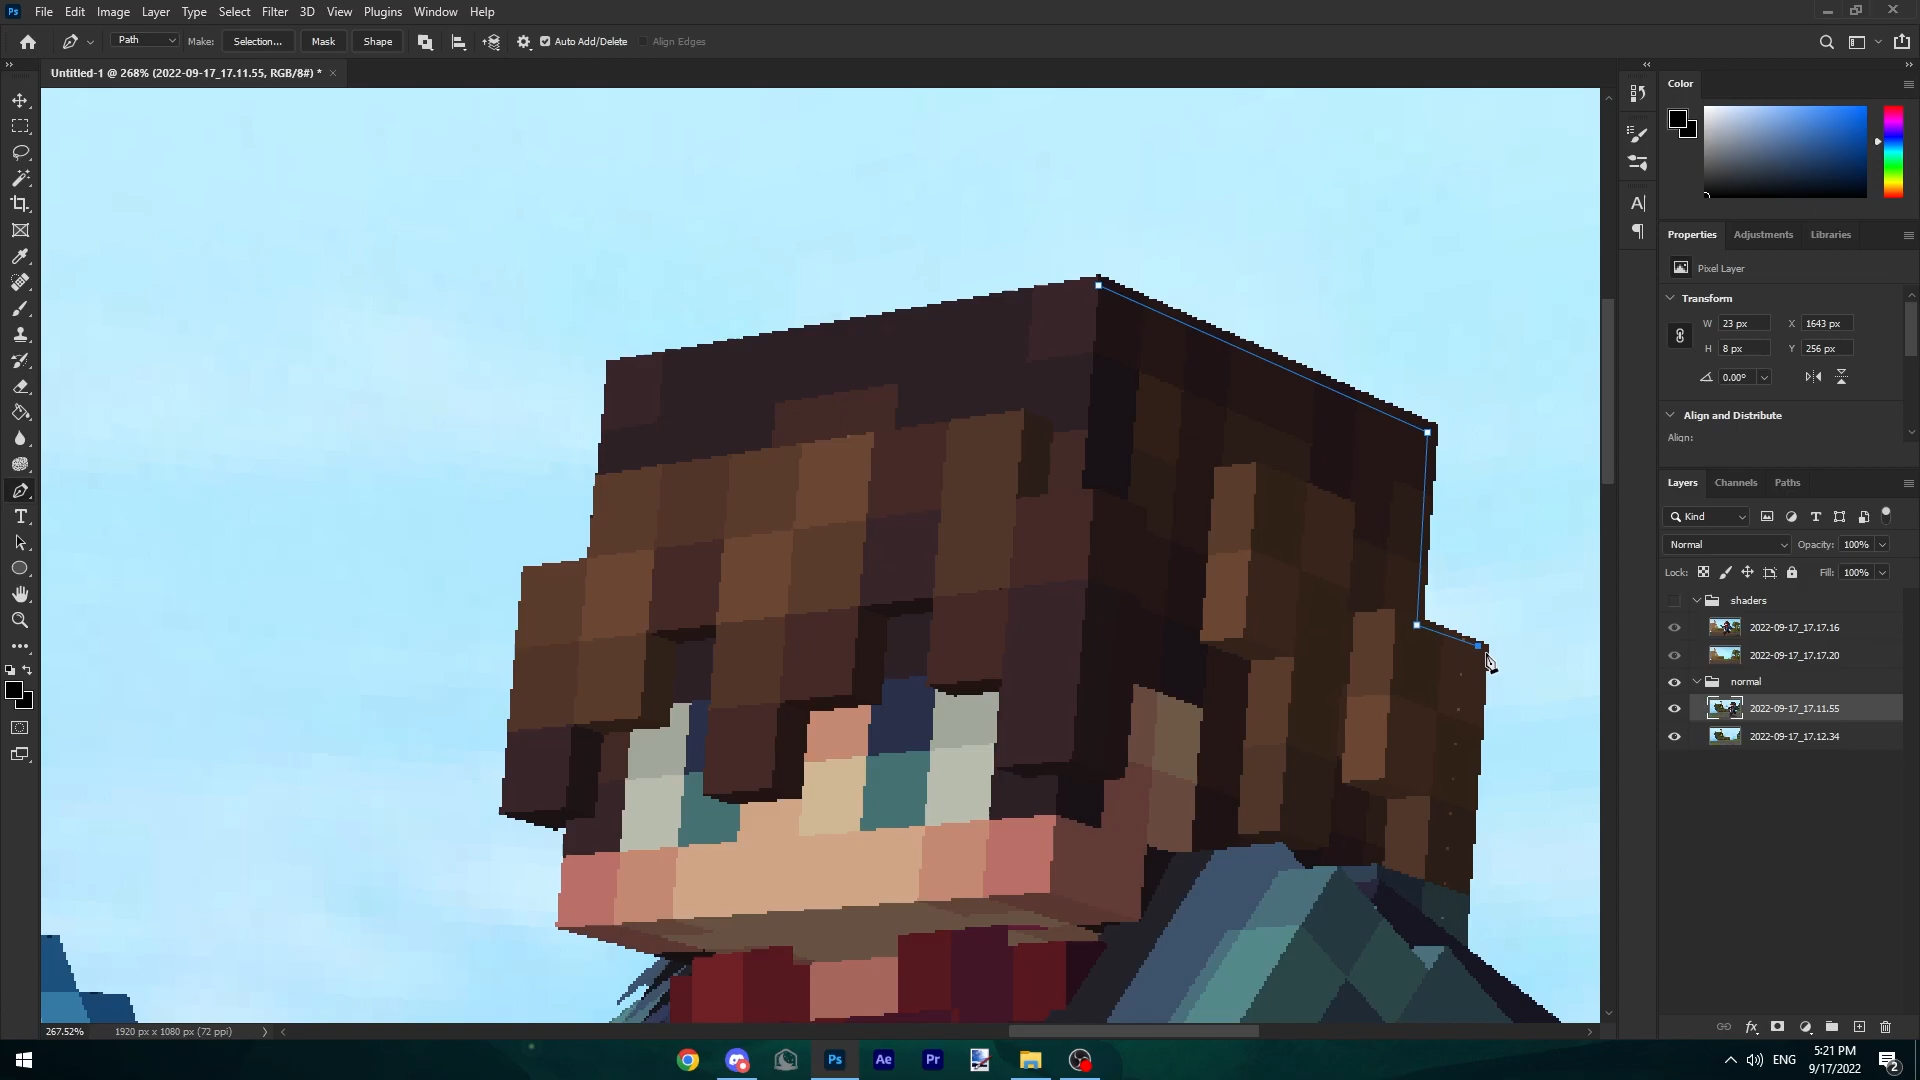 Ps File Edit Image Layer Type Select Filter 3D View Plugins Window Help
Path Make: Selection... Mask Shape Auto Add/Delete Align Edges
Untitled-1 @ 268% (2022-09-17_17.11.55, RGB/8#) * ×
Color
Properties Adjustments Libraries
Pixel Layer
Transform
W 23 px X 1643 px
H 8 px Y 256 px
0.00°
Align and Distribute
Align:
Layers Channels Paths
Kind
Normal Opacity: 100%
Lock: Fill: 100%
shaders
2022-09-17_17.17.16
2022-09-17_17.17.20
normal
2022-09-17_17.11.55
2022-09-17_17.12.34
267.52% 1920 px x 1080 px (72 ppi)
Ps Ae Pr
ENG
5:21 PM
9/17/2022
2